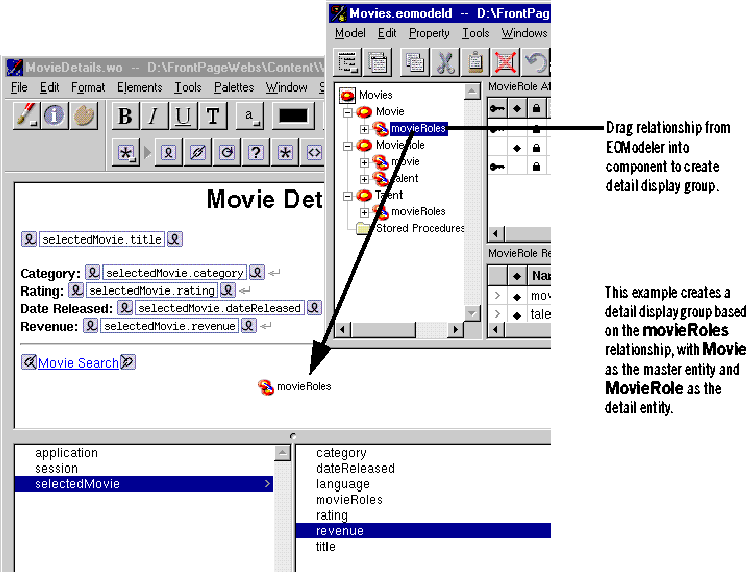 Movies.eomodeld -- D:\FrontPage
Model Edit Property Tools Windows
Movies
Movie
movieRoles
MovieRole
movie
talent
Talent
movieRoles
Stored Procedures
MovieRole At
MovieRole Re
Nam
mov
tale
MovieDetails.wo -- D:\FrontPageWebs\Content\W
File Edit Format Elements Tools Palettes Window S
B I U T a
Movie Det
selectedMovie.title
Category: selectedMovie.category
Rating: selectedMovie.rating
Date Released: selectedMovie.dateReleased
Revenue: selectedMovie.revenue
Movie Search
movieRoles
application
session
selectedMovie >
category
dateReleased
language
movieRoles
rating
revenue
title
Drag relationship from
EOModeler into
component to create
detail display group.
This example creates a
detail display group based
on the movieRoles
relationship, with Movie
as the master entity and
MovieRole as the
detail entity.